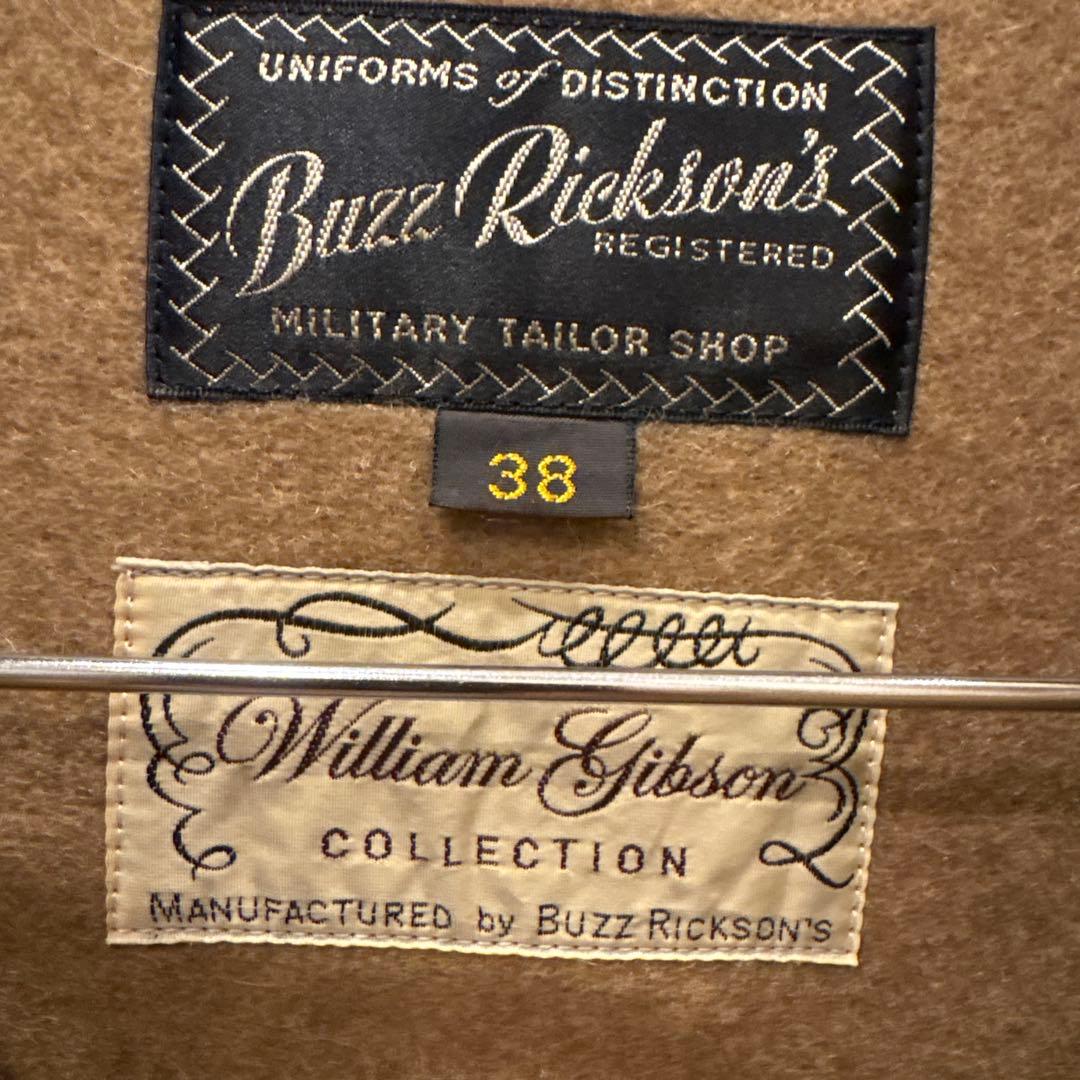 UNIFORMS of DISTINCTION
Buzz Rickson's
REGISTERED
MILITARY TAILOR SHOP
38
William Gibson
COLLECTION
MANUFACTURED by BUZZ RICKSON'S